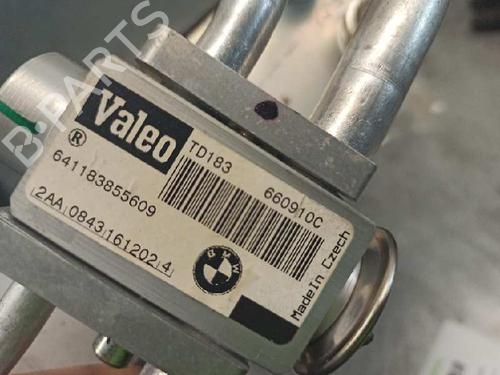 Valeo
®
TD183
660910C
641183855609
2AA 0843 161202 4
BMW
Made In Czech
B-PARTS